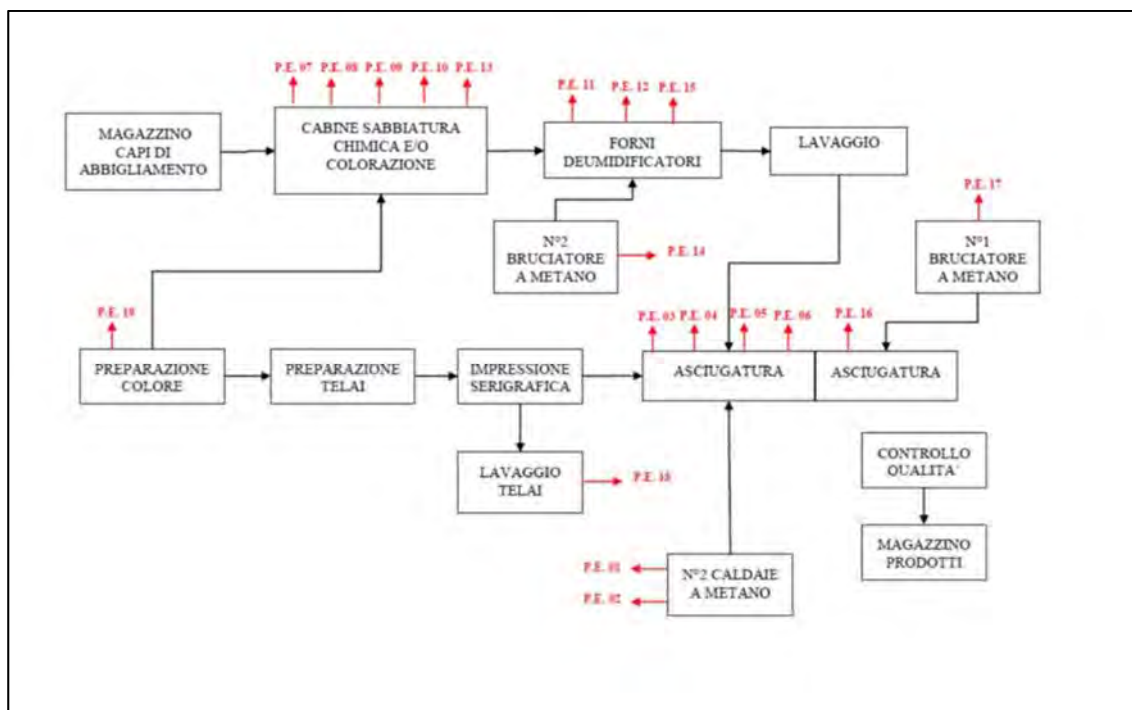 P.E. 07 P.E. 08 P.E. 09 P.E. 10 P.E. 13
P.E. 11 P.E. 12 P.E. 15
MAGAZZINO
CAPI DI
ABBIGLIAMENTO
CABINE SABBIATURA
CHIMICA E/O
COLORAZIONE
FORNI
DEUMIDIFICATORI
LAVAGGIO
P.E. 17
N°2
BRUCIATORE
A METANO
P.E. 14
N°1
BRUCIATORE
A METANO
P.E. 03 P.E. 04 P.E. 05 P.E. 06 P.E. 16
PREPARAZIONE
COLORE
PREPARAZIONE
TELAI
IMPRESSIONE
SERIGRAFICA
ASCIUGATURA
ASCIUGATURA
LAVAGGIO
TELAI
CONTROLLO
QUALITA´
MAGAZZINO
PRODOTTI
P.E. 01
P.E. 02
N°2 CALDAIE
A METANO